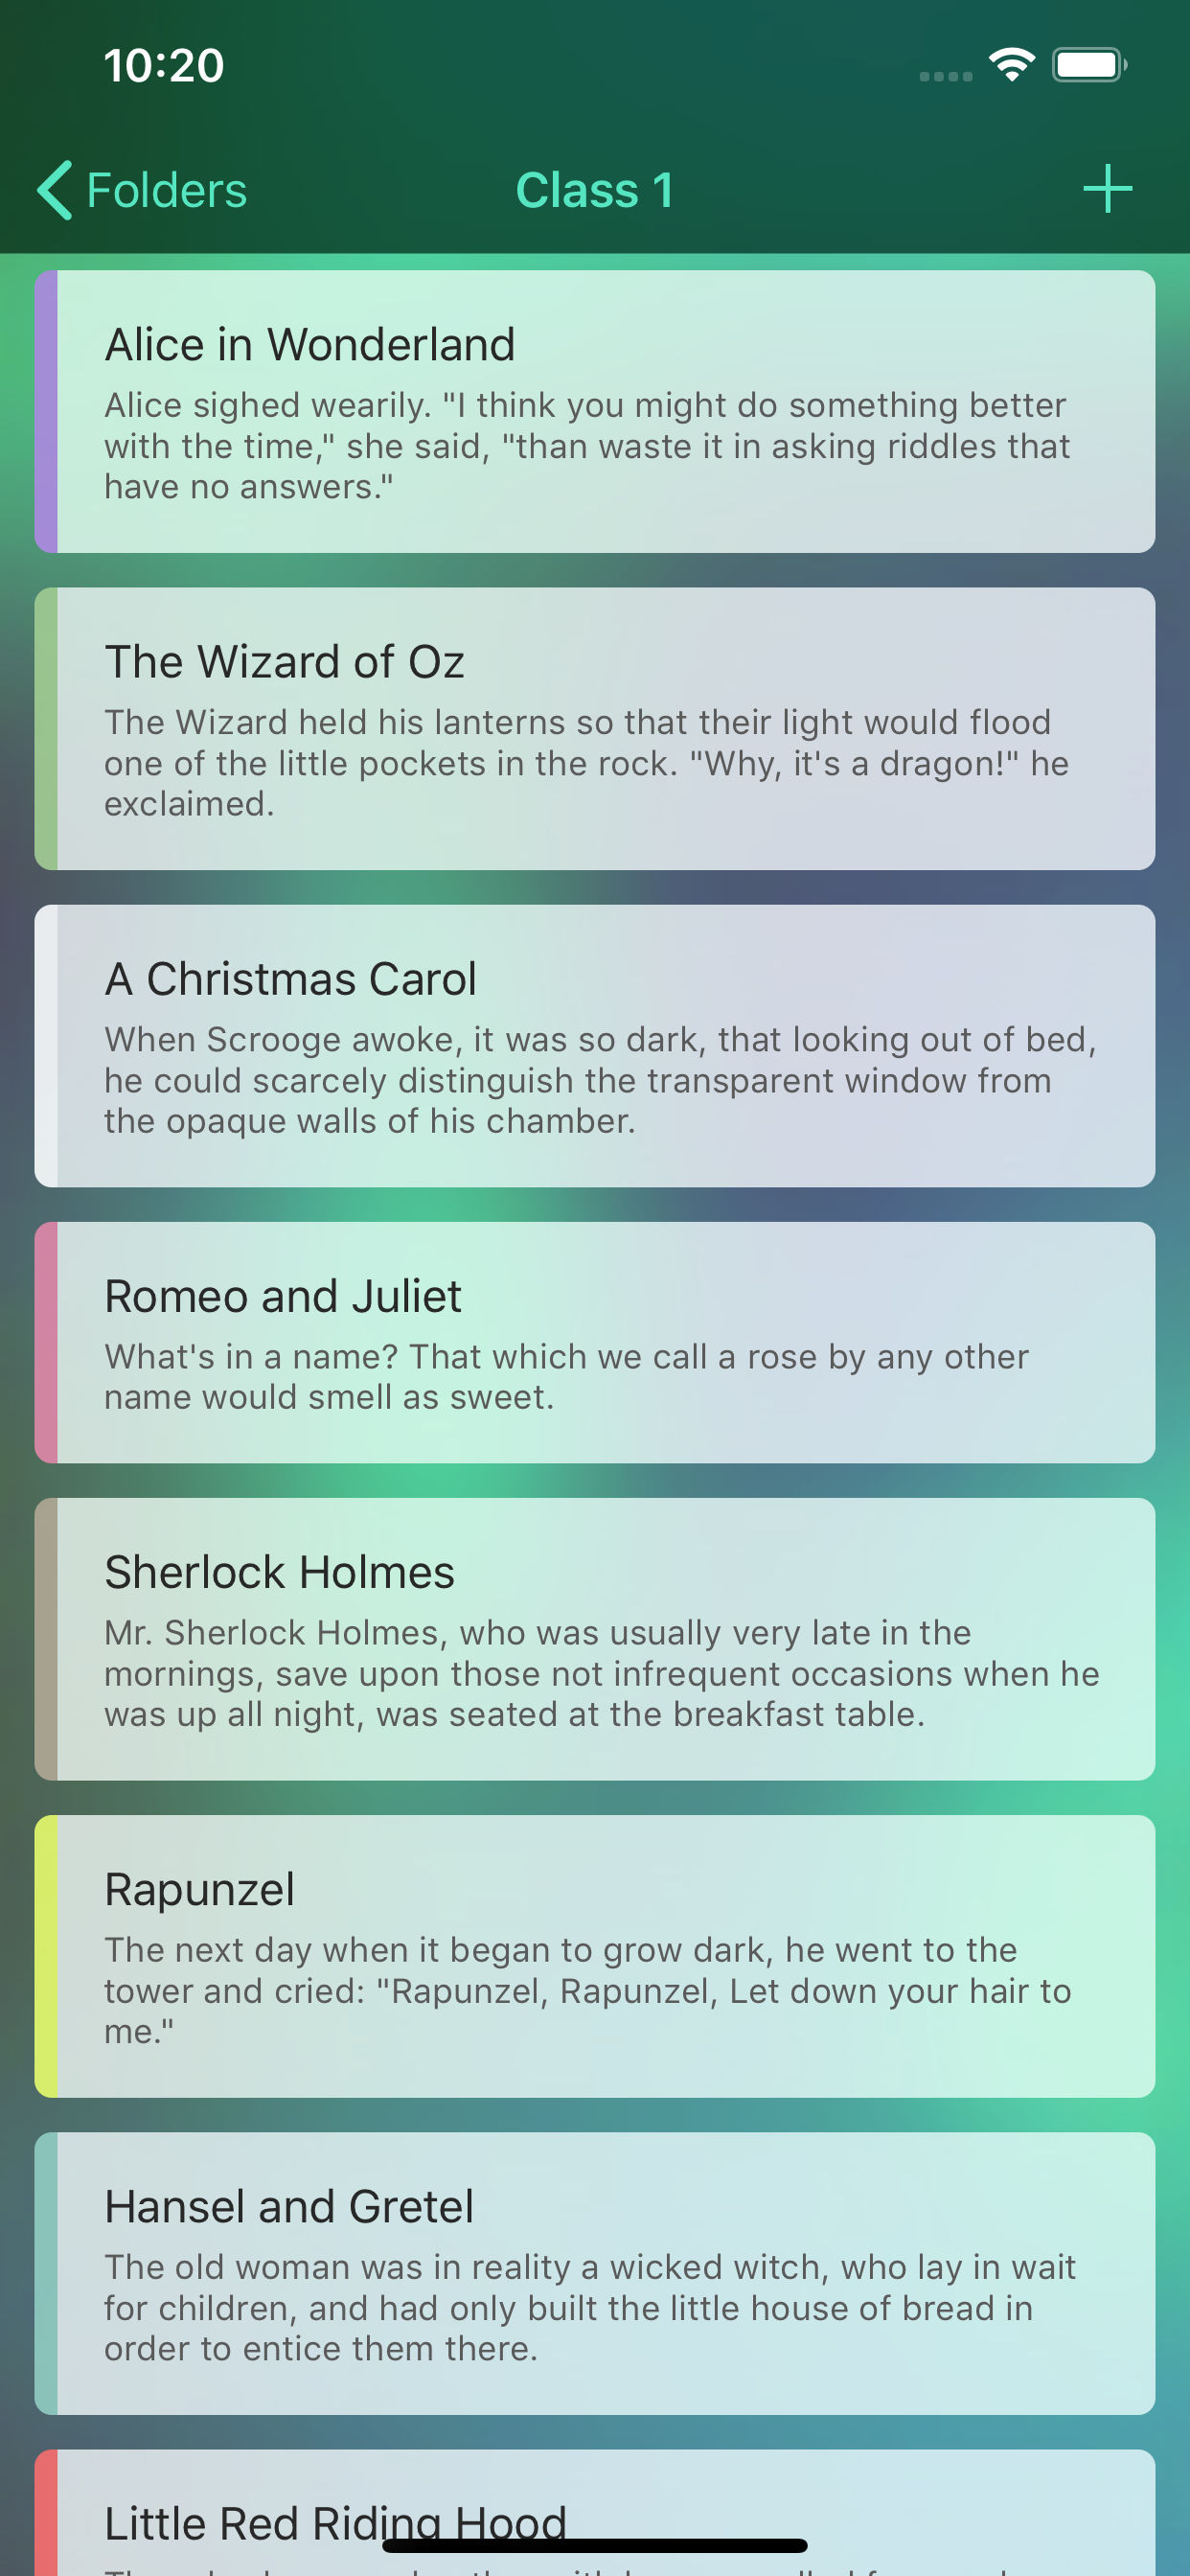 10:20
Folders
Class 1
Alice in Wonderland
Alice sighed wearily. "I think you might do something better
with the time," she said, "than waste it in asking riddles that
have no answers."
The Wizard of Oz
The Wizard held his lanterns so that their light would flood
one of the little pockets in the rock. "Why, it's a dragon!" he
exclaimed.
A Christmas Carol
When Scrooge awoke, it was so dark, that looking out of bed,
he could scarcely distinguish the transparent window from
the opaque walls of his chamber.
Romeo and Juliet
What's in a name? That which we call a rose by any other
name would smell as sweet.
Sherlock Holmes
Mr. Sherlock Holmes, who was usually very late in the
mornings, save upon those not infrequent occasions when he
was up all night, was seated at the breakfast table.
Rapunzel
The next day when it began to grow dark, he went to the
tower and cried: "Rapunzel, Rapunzel, Let down your hair to
me."
Hansel and Gretel
The old woman was in reality a wicked witch, who lay in wait
for children, and had only built the little house of bread in
order to entice them there.
Little Red Riding Hood